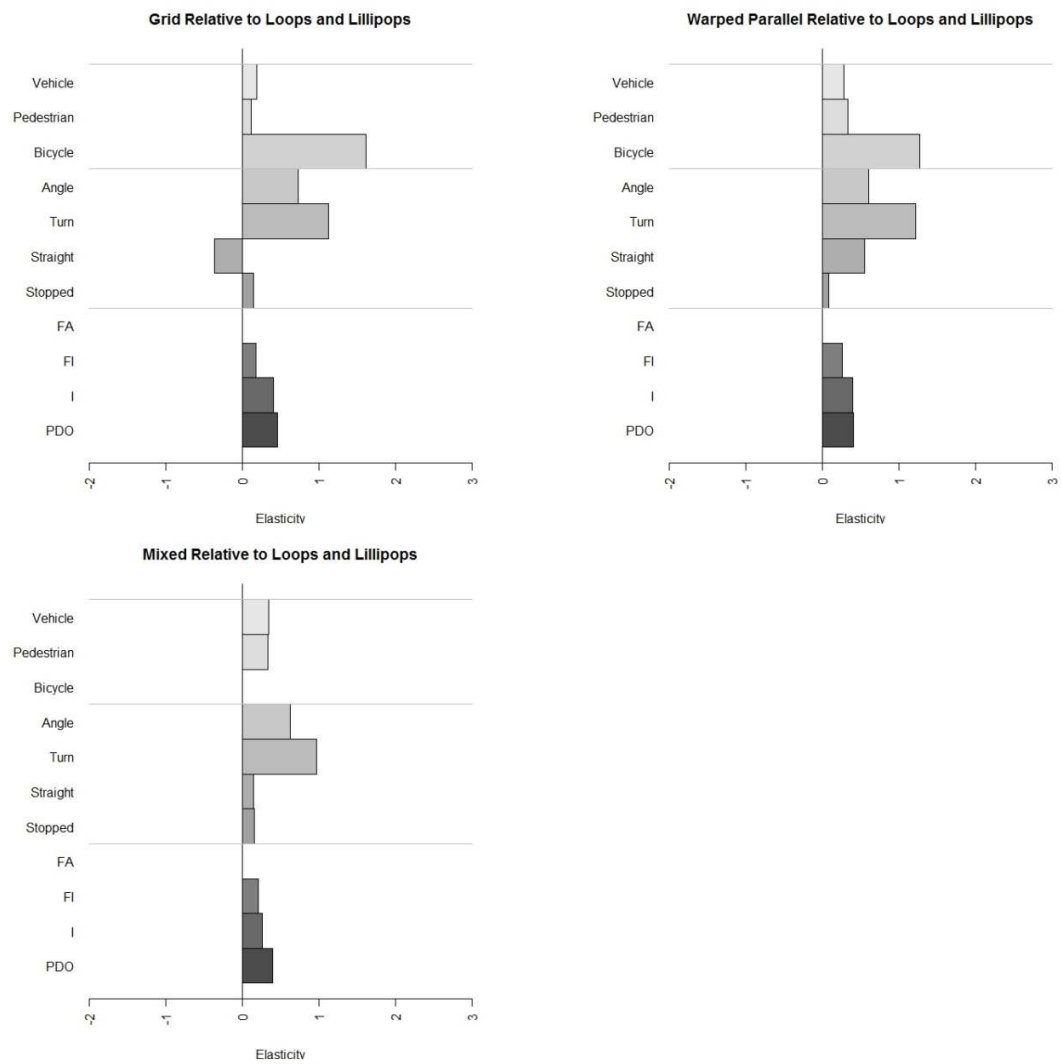 Grid Relative to Loops and Lillipops
Vehicle
Pedestrian
Bicycle
Angle
Turn
Straight
Stopped
FA
FI
I
PDO
-2 -1 0 1 2 3
Elasticity
Warped Parallel Relative to Loops and Lillipops
Vehicle
Pedestrian
Bicycle
Angle
Turn
Straight
Stopped
FA
FI
I
PDO
-2 -1 0 1 2 3
Elasticity
Mixed Relative to Loops and Lillipops
Vehicle
Pedestrian
Bicycle
Angle
Turn
Straight
Stopped
FA
FI
I
PDO
-2 -1 0 1 2 3
Elasticity